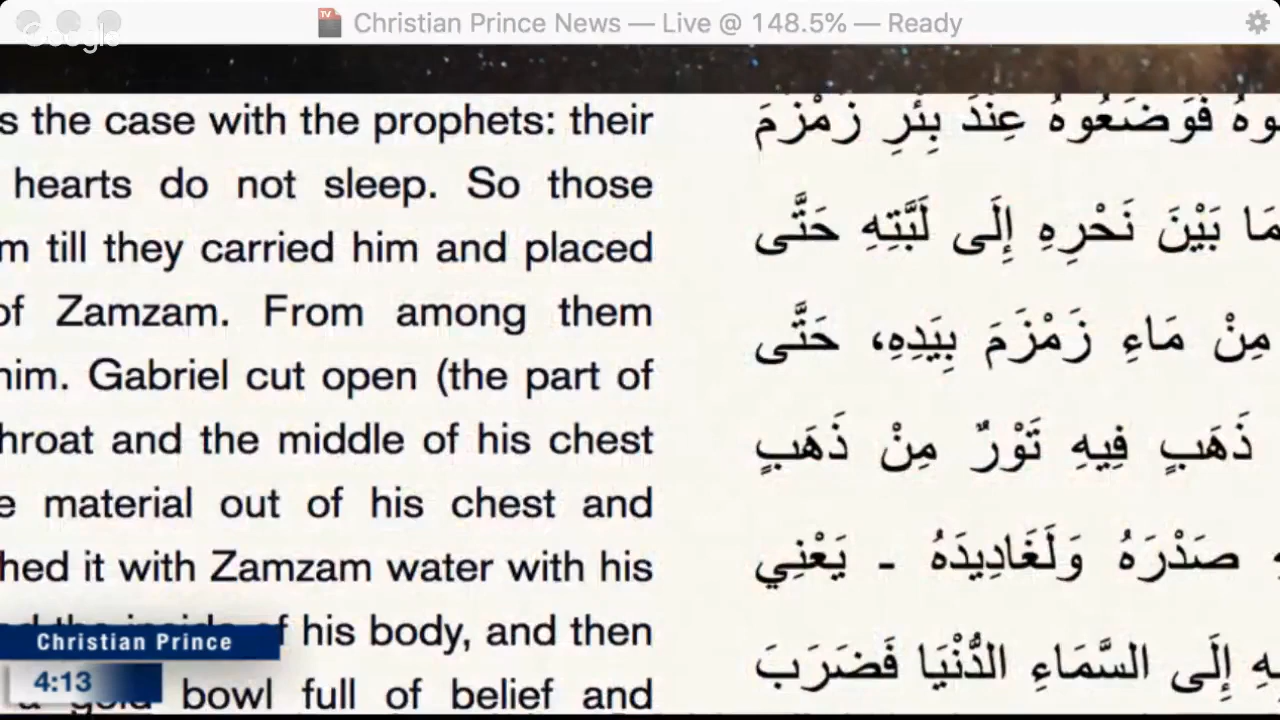 TV
Christian Prince News — Live @ 148.5% — Ready
Google
s the case with the prophets: their
hearts do not sleep. So those
m till they carried him and placed
of Zamzam. From among them
him. Gabriel cut open (the part of
hroat and the middle of his chest
e material out of his chest and
hed it with Zamzam water with his
of his body, and then
bowl full of belief and
وهُ فَوَضَعُوهُ عِنْدَ بِئْرِ زَمْزَمَ
مَا بَيْنَ نَحْرِهِ إِلَى لَبَّتِهِ حَتَّى
مِنْ مَاءِ زَمْزَمَ بِيَدِهِ، حَتَّى
ذَهَبٍ فِيهِ تَوْرٌ مِنْ ذَهَبٍ
صَدْرَهُ وَلَغَادِيدَهُ - يَعْنِي
هِ إِلَى السَّمَاءِ الدُّنْيَا فَضَرَبَ
Christian Prince
4:13